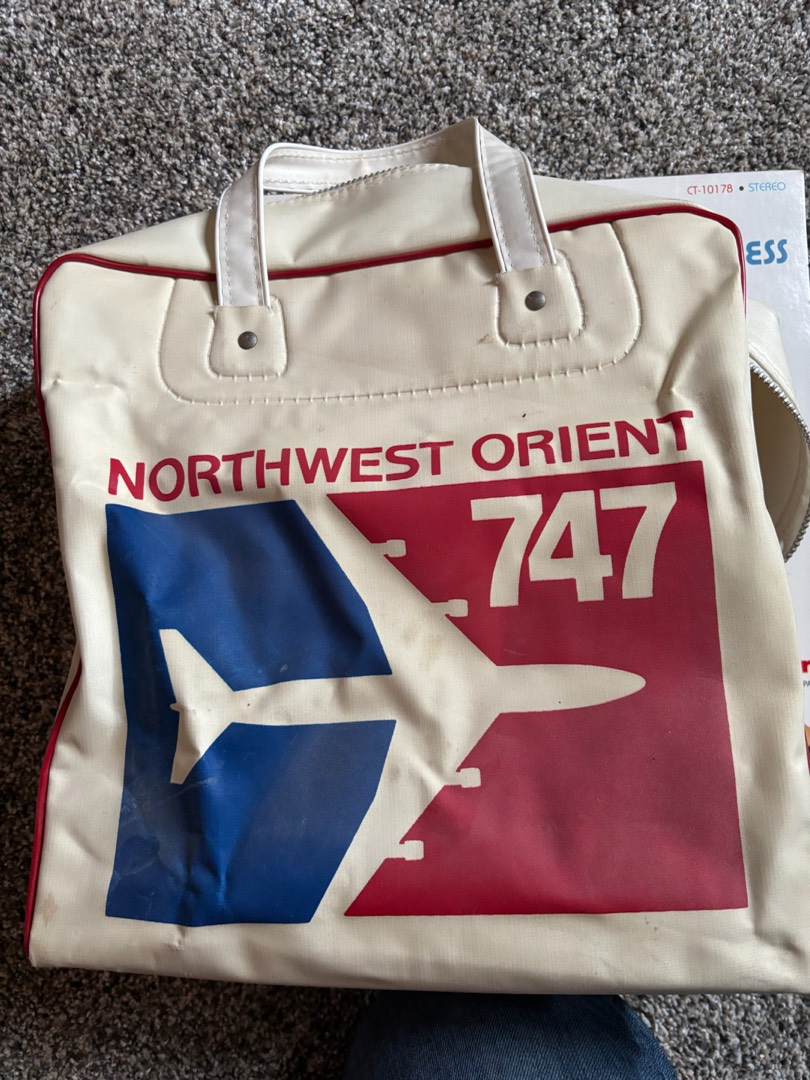 CT-10178 • STEREO
ESS
NORTHWEST ORIENT
747